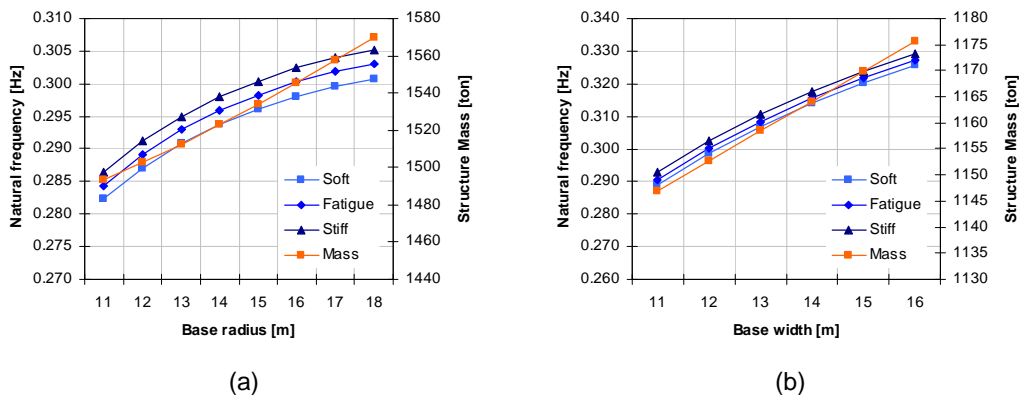 Natural frequency [Hz]
0.310
0.305
0.300
0.295
0.290
0.285
0.280
0.275
0.270
11 12 13 14 15 16 17 18
Base radius [m]
1580
1560
1540
1520
1500
1480
1460
1440
Structure Mass [ton]
Soft
Fatigue
Stiff
Mass
(a)
Natural frequency [Hz]
0.340
0.330
0.320
0.310
0.300
0.290
0.280
0.270
0.260
11 12 13 14 15 16
Base width [m]
1180
1175
1170
1165
1160
1155
1150
1145
1140
1135
1130
Structure Mass [ton]
Soft
Fatigue
Stiff
Mass
(b)